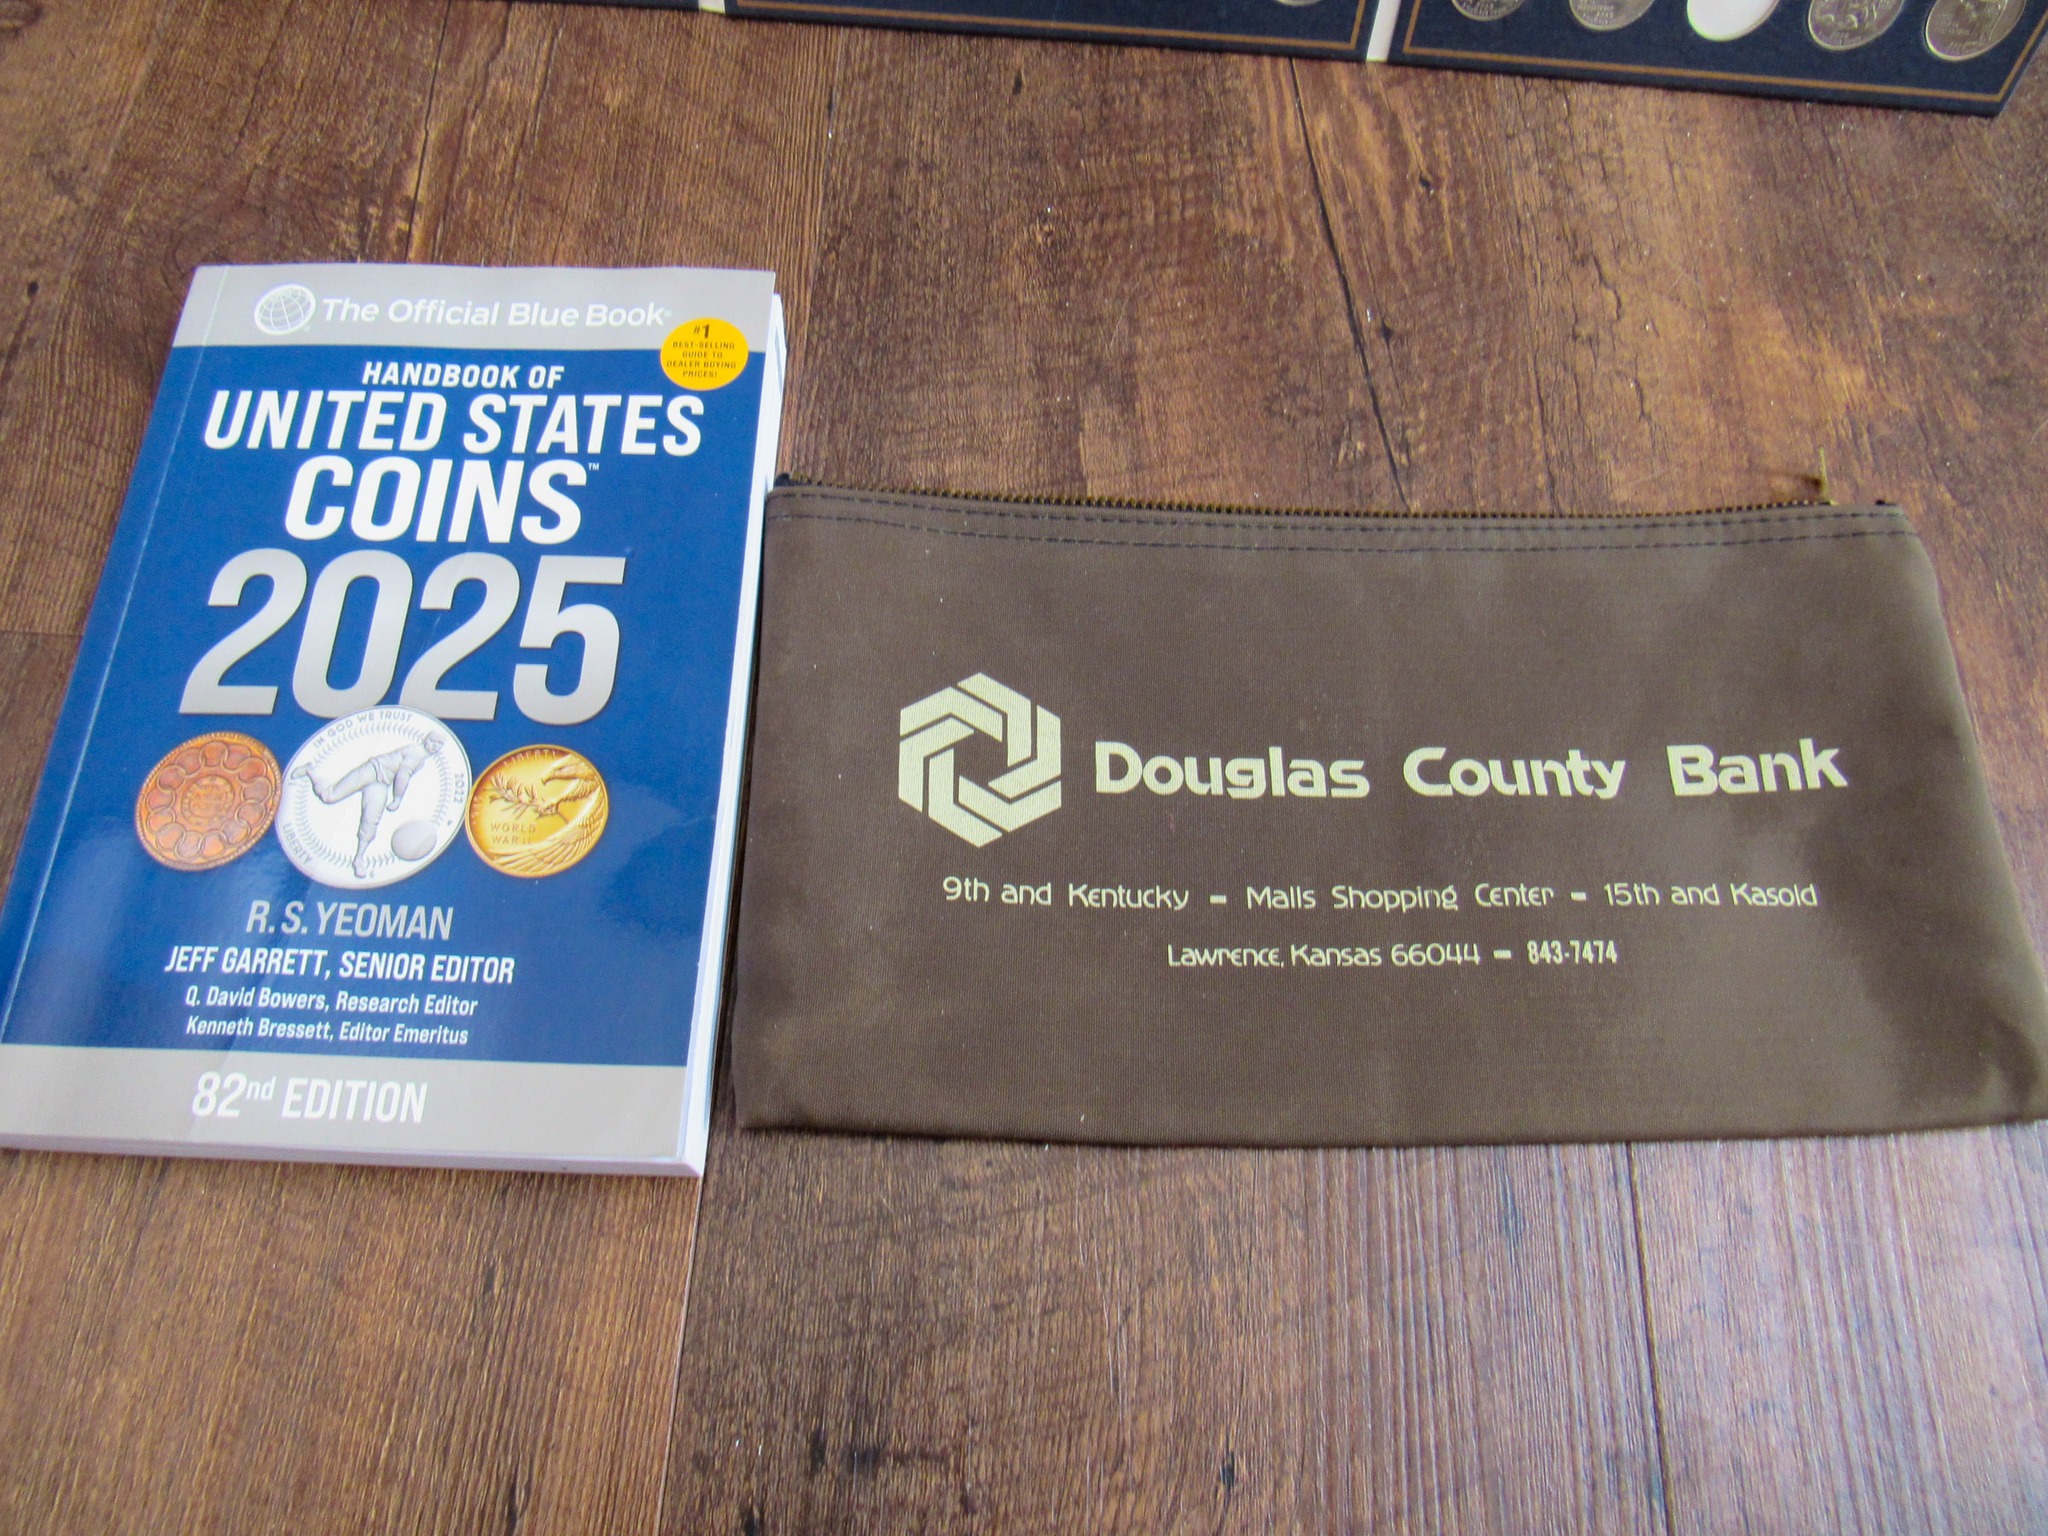 The Official Blue Book®
#1
BEST-SELLING
GUIDE TO
DEALER BUYING
PRICES!
HANDBOOK OF
UNITED STATES
COINS™
2025
IN GOD WE TRUST
2022
LIBERTY
LIBERTY
WORLD
WAR II
R. S. YEOMAN
JEFF GARRETT, SENIOR EDITOR
Q. David Bowers, Research Editor
Kenneth Bressett, Editor Emeritus
82nd EDITION
Douglas County Bank
9th and Kentucky - Malls Shopping Center - 15th and Kasold
Lawrence, Kansas 66044 - 843-7474